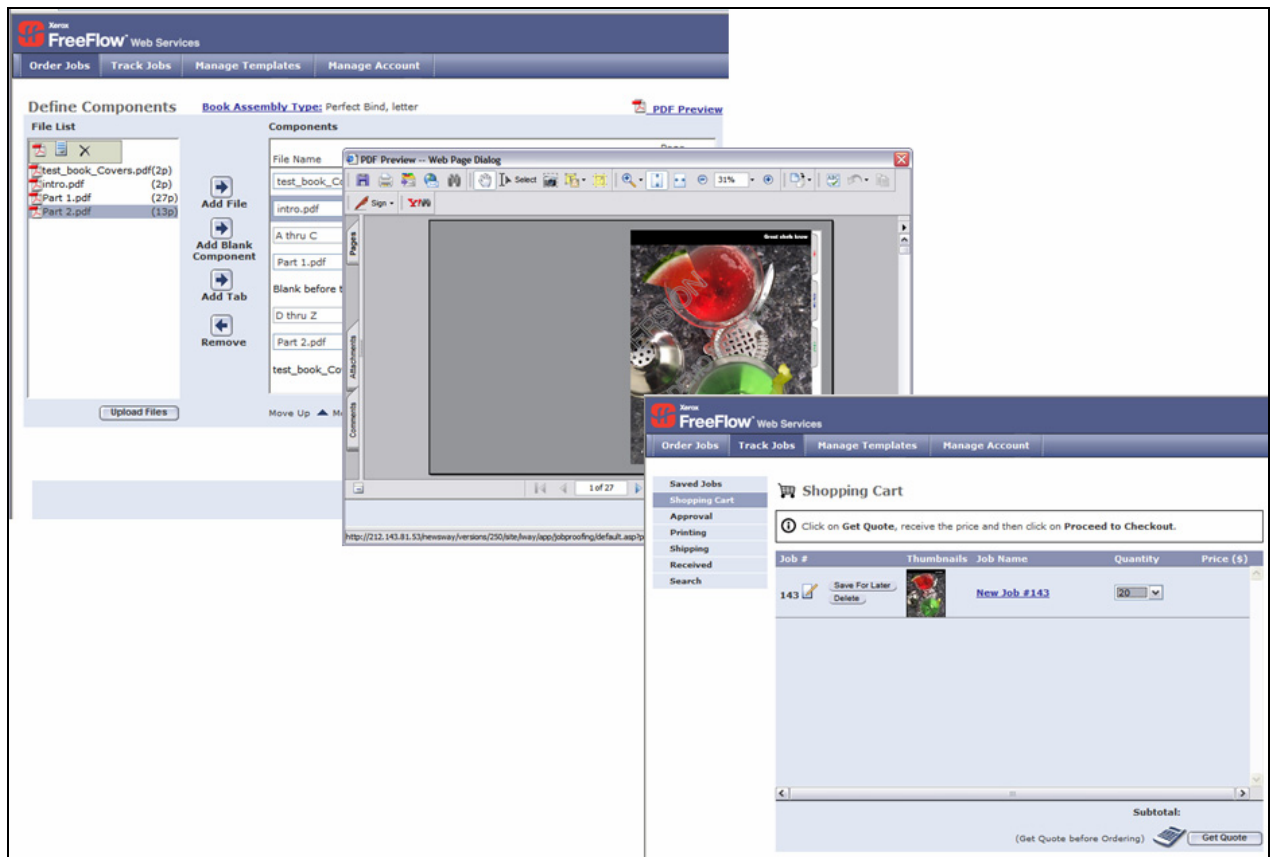 Xerox
FreeFlow Web Services
Order Jobs Track Jobs Manage Templates Manage Account
Define Components
Book Assembly Type: Perfect Bind, letter
PDF Preview
File List
Components
test_book_Covers.pdf(2p)
intro.pdf (2p)
Part 1.pdf (27p)
Part 2.pdf (13p)
Add File
Add Blank
Component
Add Tab
Remove
Upload Files
File Name
intro.pdf
A thru C
Part 1.pdf
Blank before
D thru Z
Part 2.pdf
Move Up
PDF Preview -- Web Page Dialog
Select
31%
Sign
Pages
Attachments
Comments
1 of 27
Xerox
FreeFlow Web Services
Order Jobs Track Jobs Manage Templates Manage Account
Saved Jobs
Shopping Cart
Approval
Printing
Shipping
Received
Search
Shopping Cart
Click on Get Quote, receive the price and then click on Proceed to Checkout.
Job # Thumbnails Job Name Quantity Price ($)
143 Save For Later New Job #143 20
Delete
Subtotal:
(Get Quote before Ordering) Get Quote